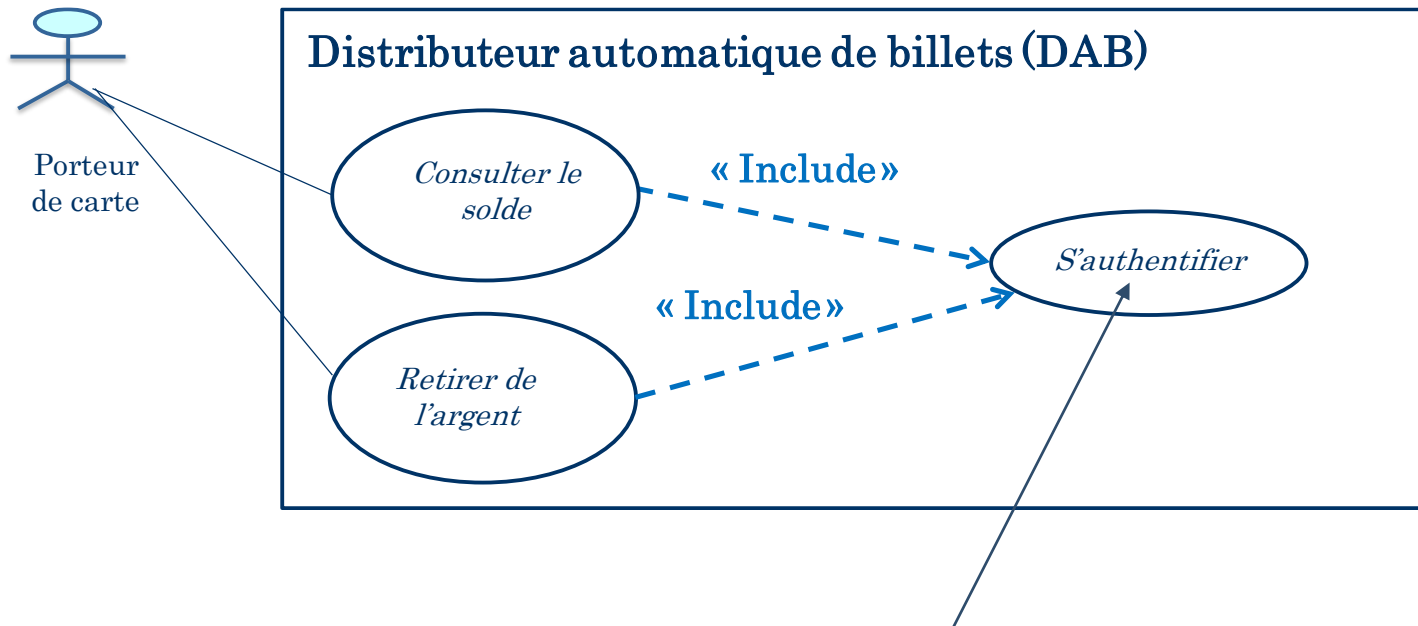 Distributeur automatique de billets (DAB)
Porteur
de carte
Consulter le
solde
« Include»
S’authentifier
« Include»
Retirer de
l’argent